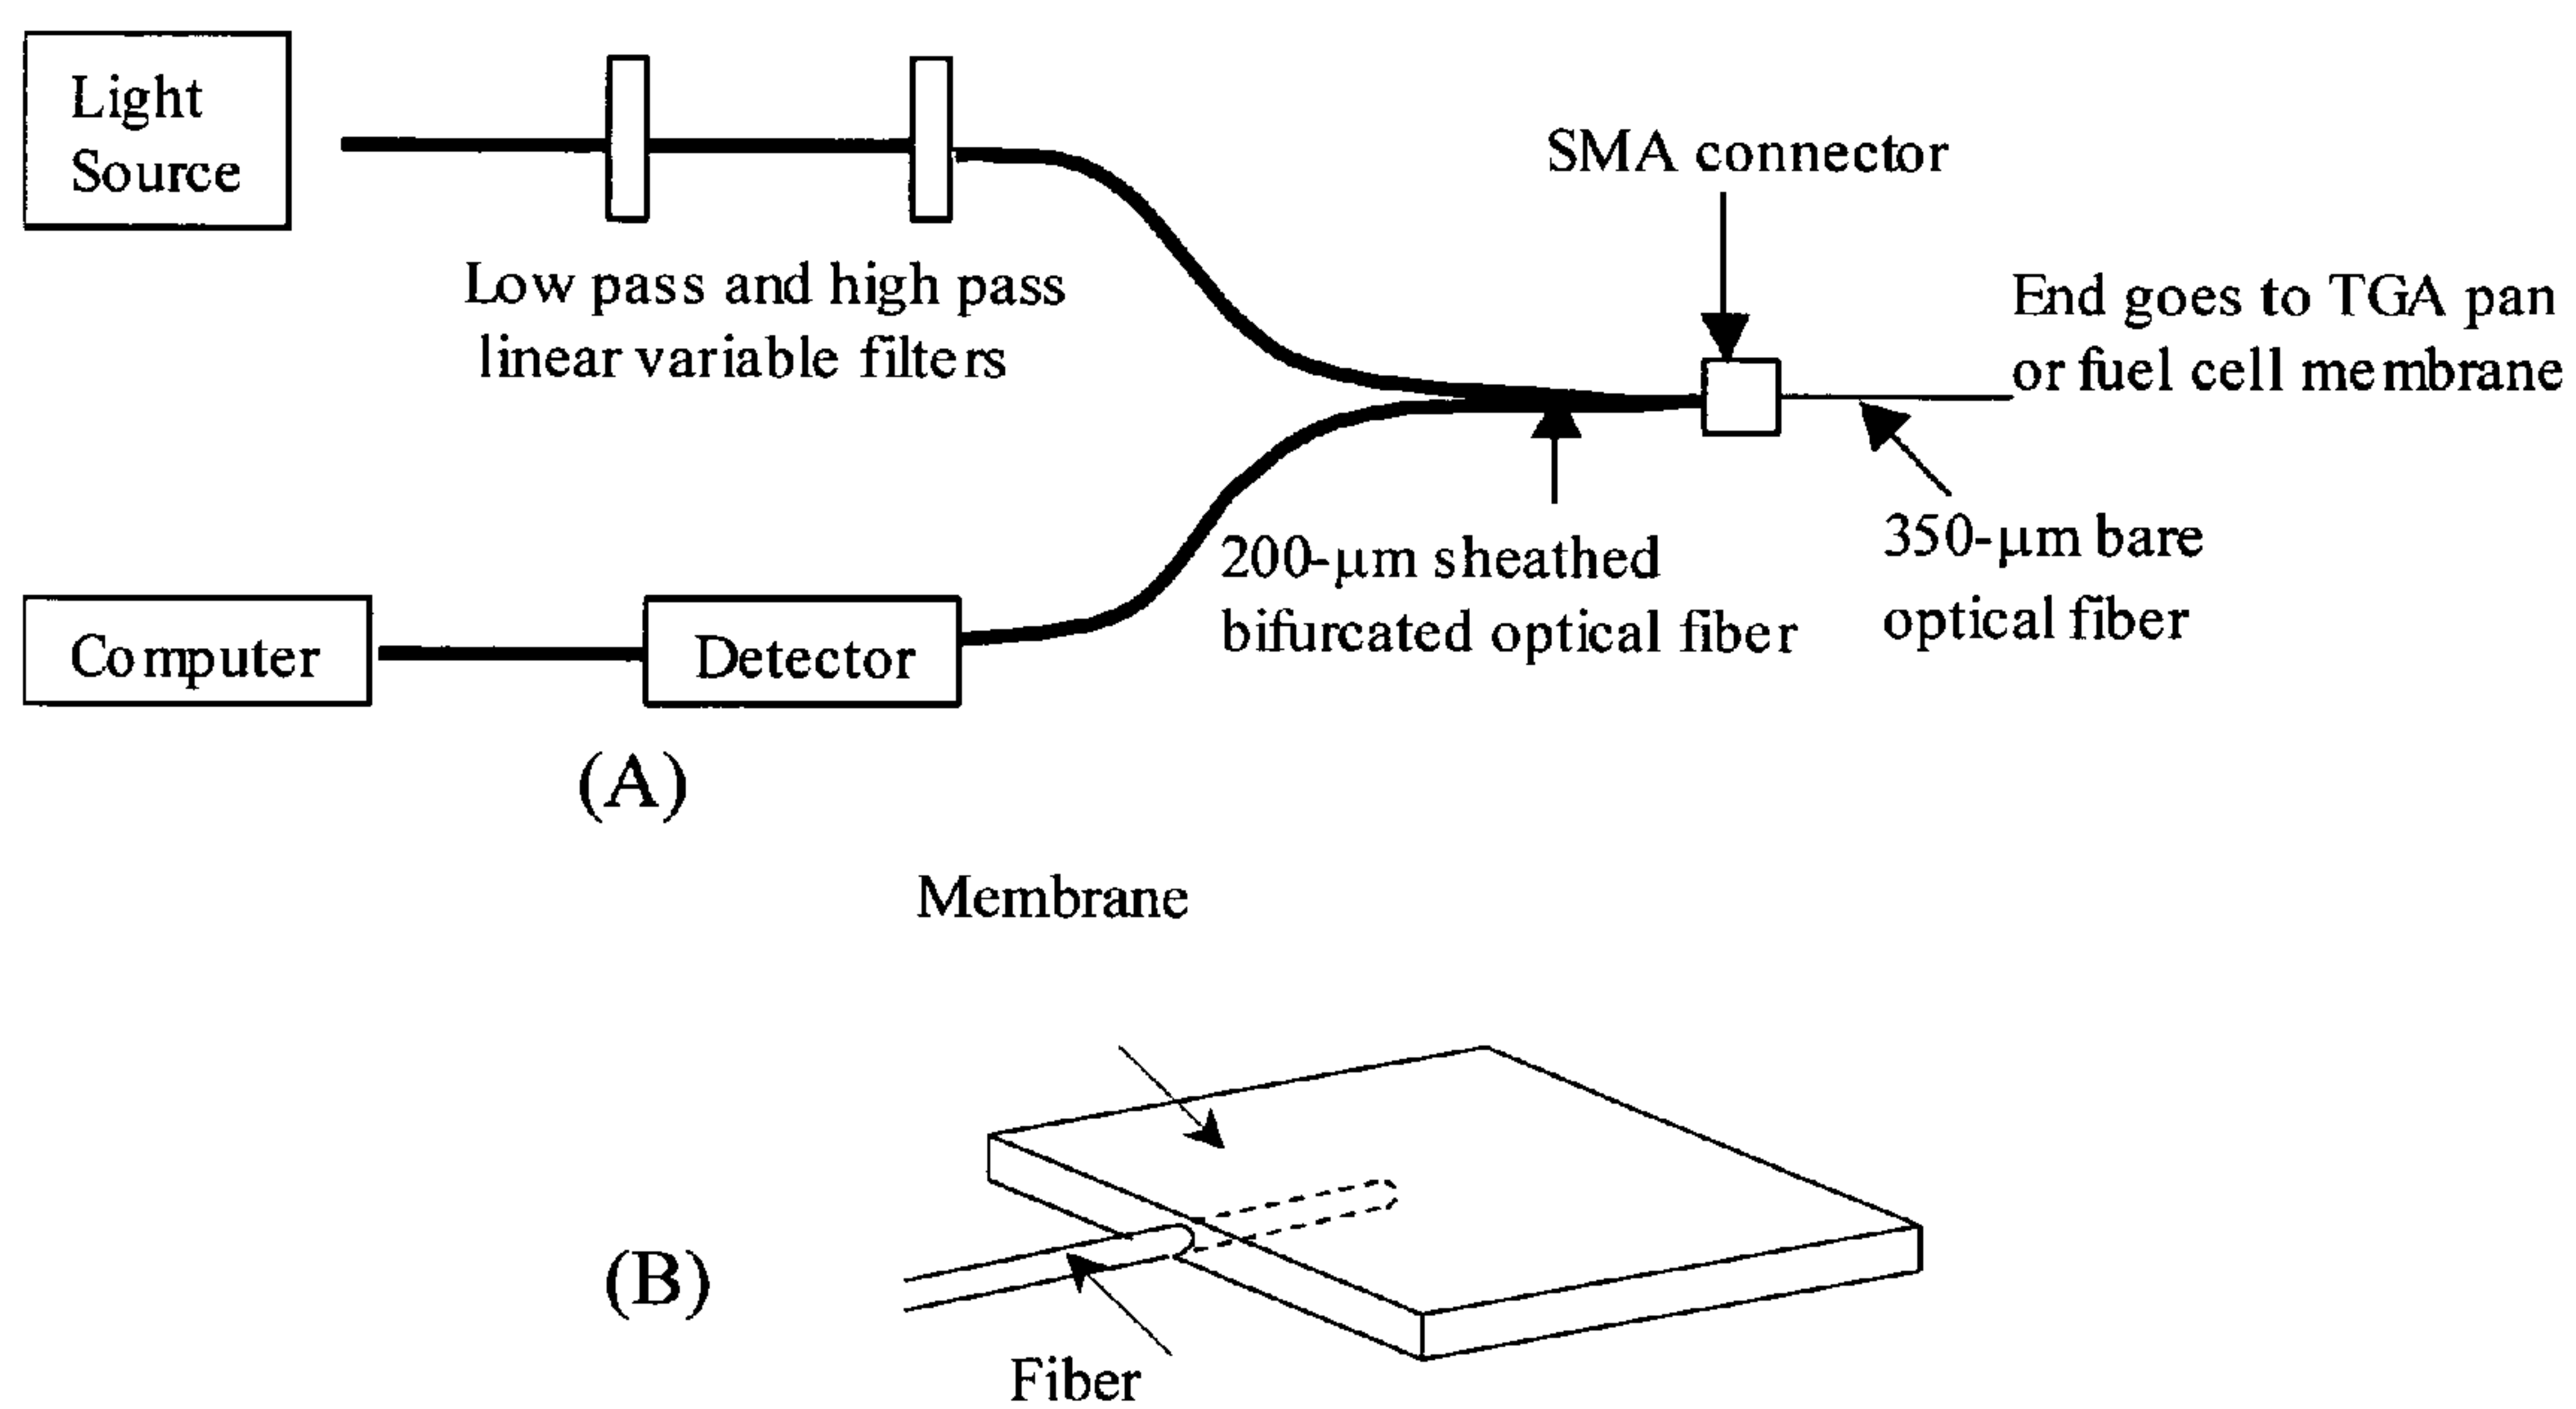 Light
Source
Low pass and high pass
linear variable filters
SMA connector
End goes to TGA pan
or fuel cell membrane
200-μm sheathed
bifurcated optical fiber
350-μm bare
optical fiber
Computer
Detector
(A)
Membrane
(B)
Fiber